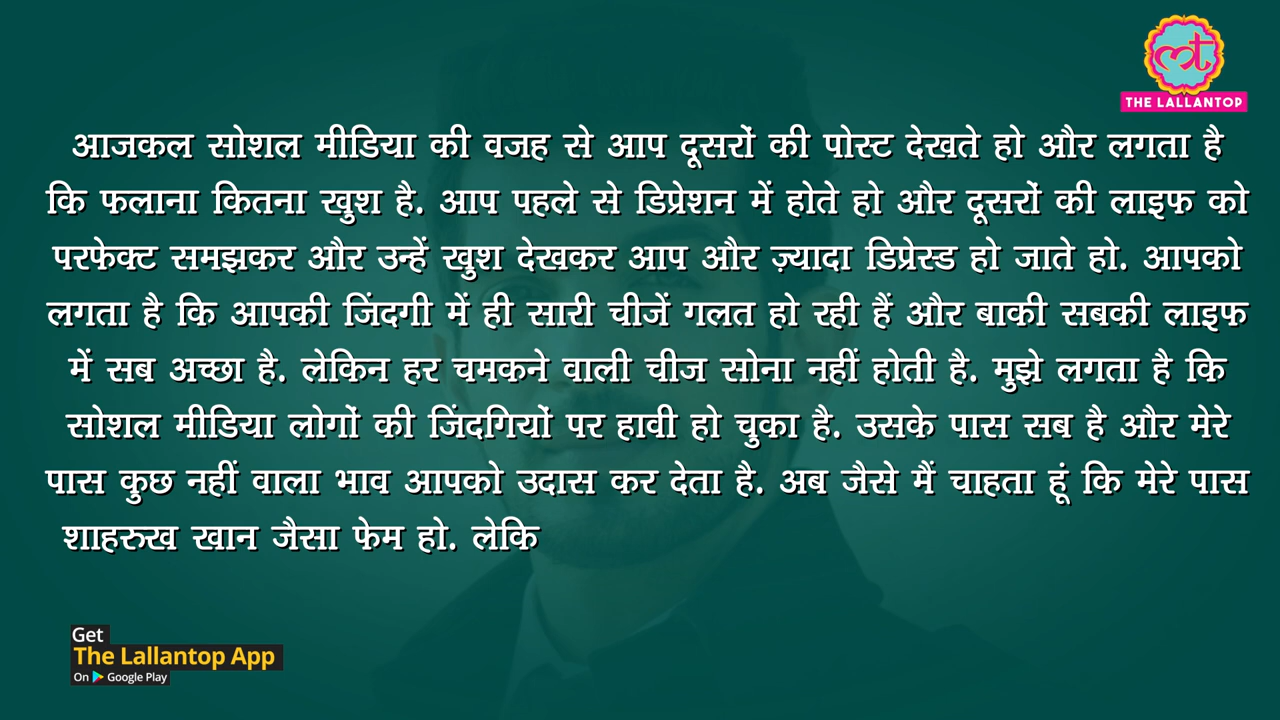 THE LALLANTOP
आजकल सोशल मीडिया की वजह से आप दूसरों की पोस्ट देखते हो और लगता है
कि फलाना कितना खुश है. आप पहले से डिप्रेशन में होते हो और दूसरों की लाइफ को
परफेक्ट समझकर और उन्हें खुश देखकर आप और ज़्यादा डिप्रेस्ड हो जाते हो. आपको
लगता है कि आपकी जिंदगी में ही सारी चीजें गलत हो रही हैं और बाकी सबकी लाइफ
में सब अच्छा है. लेकिन हर चमकने वाली चीज सोना नहीं होती है. मुझे लगता है कि
सोशल मीडिया लोगों की जिंदगियों पर हावी हो चुका है. उसके पास सब है और मेरे
पास कुछ नहीं वाला भाव आपको उदास कर देता है. अब जैसे मैं चाहता हूं कि मेरे पास
शाहरुख खान जैसा फेम हो. लेकि
Get
The Lallantop App
On Google Play